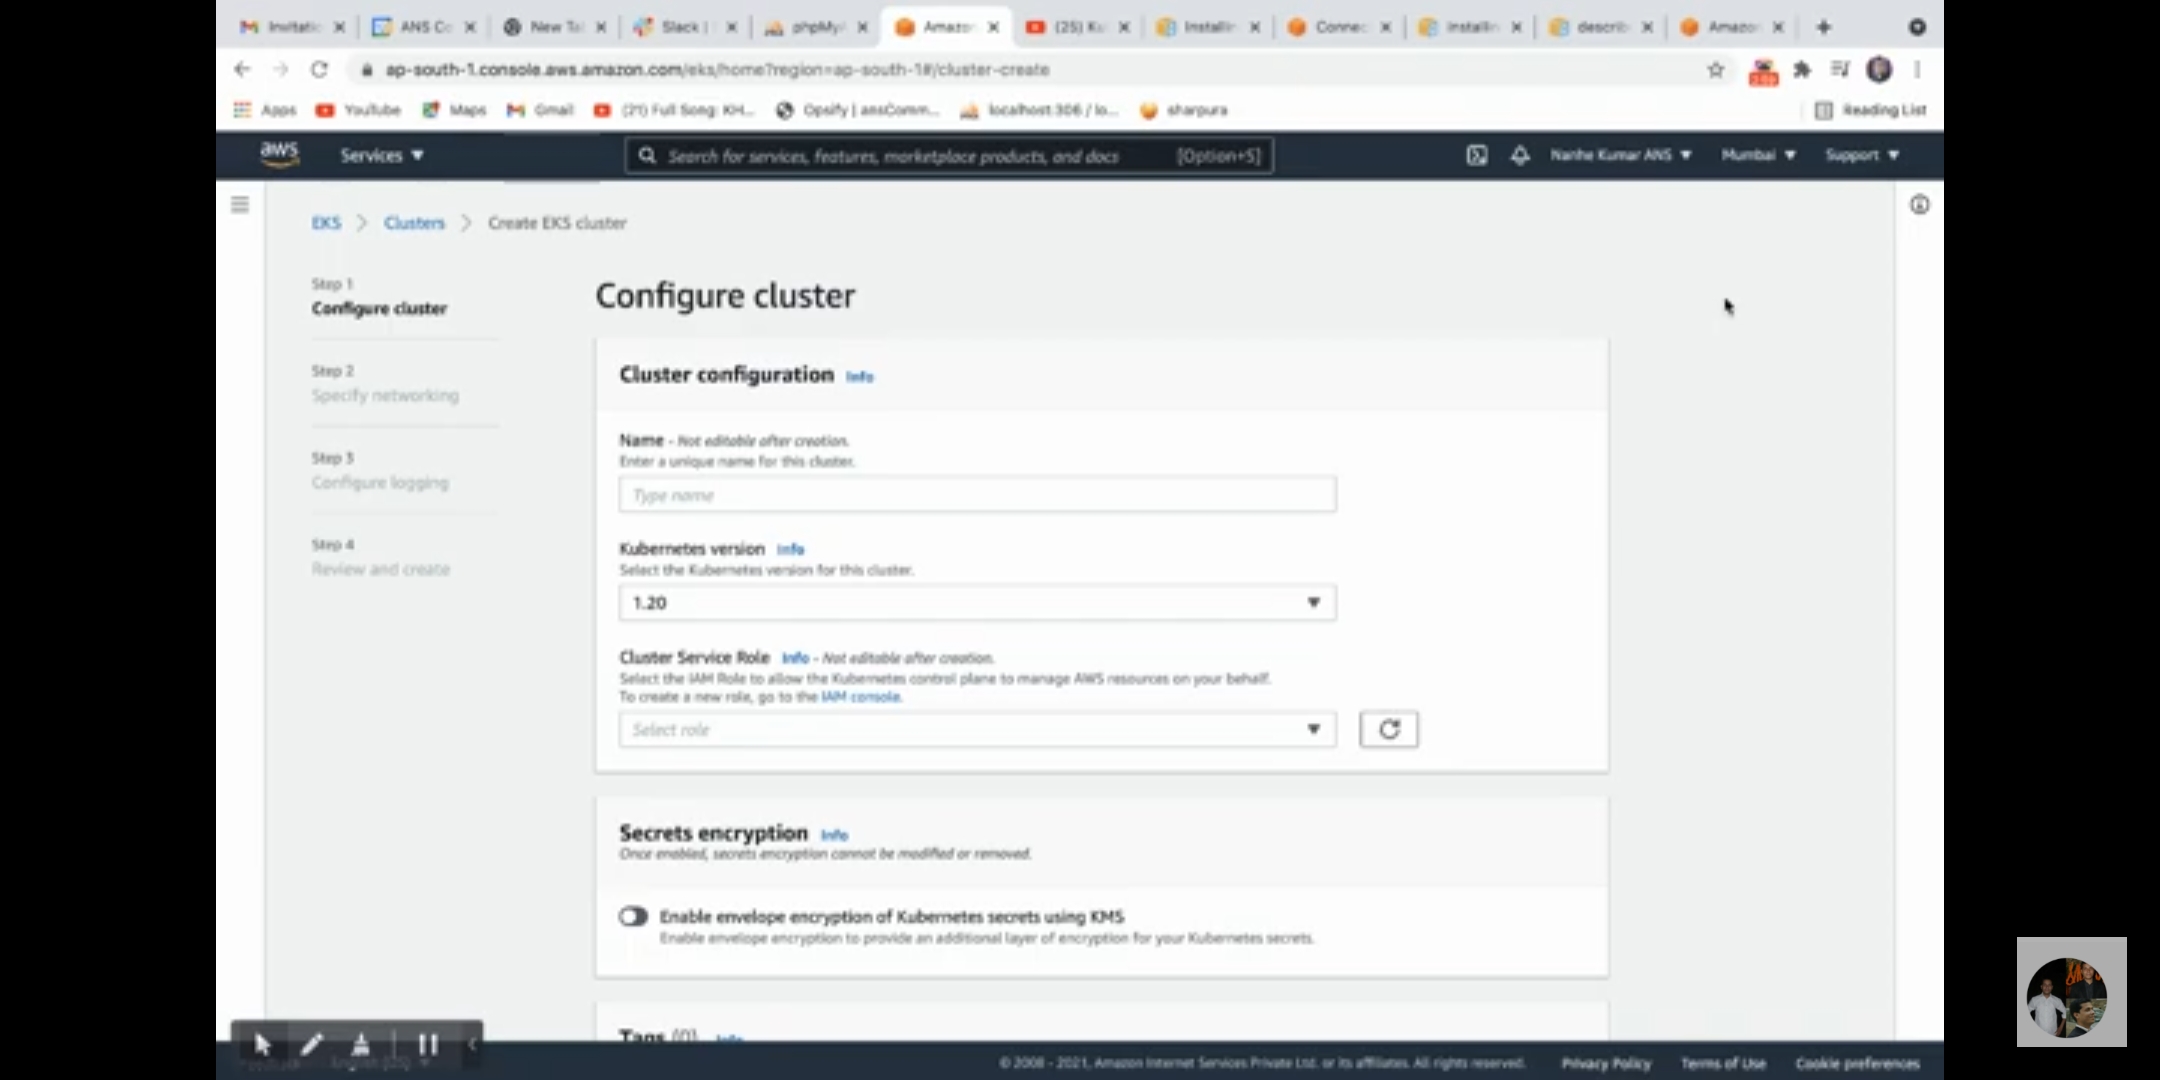 Invitatio
ANS Co
New Ta
Slack |
phpMy
Amazon
(25) Ku
Installin
Connec
Installin
describ
Amazon
ap-south-1.console.aws.amazon.com/eks/home?region=ap-south-1#/cluster-create
Apps YouTube Maps Gmail (21) Full Song: KH... Opsify | ansComm... localhost:306 / lo... sharpura Reading List
aws Services Search for services, features, marketplace products, and docs [Option+S] Nanhe Kumar ANS Mumbai Support
EKS Clusters Create EKS cluster
Step 1
Configure cluster
Step 2
Specify networking
Step 3
Configure logging
Step 4
Review and create
Configure cluster
Cluster configuration Info
Name - Not editable after creation.
Enter a unique name for this cluster.
Type name
Kubernetes version Info
Select the Kubernetes version for this cluster.
1.20
Cluster Service Role Info - Not editable after creation.
Select the IAM Role to allow the Kubernetes control plane to manage AWS resources on your behalf.
To create a new role, go to the IAM console.
Select role
Secrets encryption Info
Once enabled, secrets encryption cannot be modified or removed.
Enable envelope encryption of Kubernetes secrets using KMS
Enable envelope encryption to provide an additional layer of encryption for your Kubernetes secrets.
Tags (0) Info
English (US)
© 2008 - 2021, Amazon Internet Services Private Ltd. or its affiliates. All rights reserved. Privacy Policy Terms of Use Cookie preferences